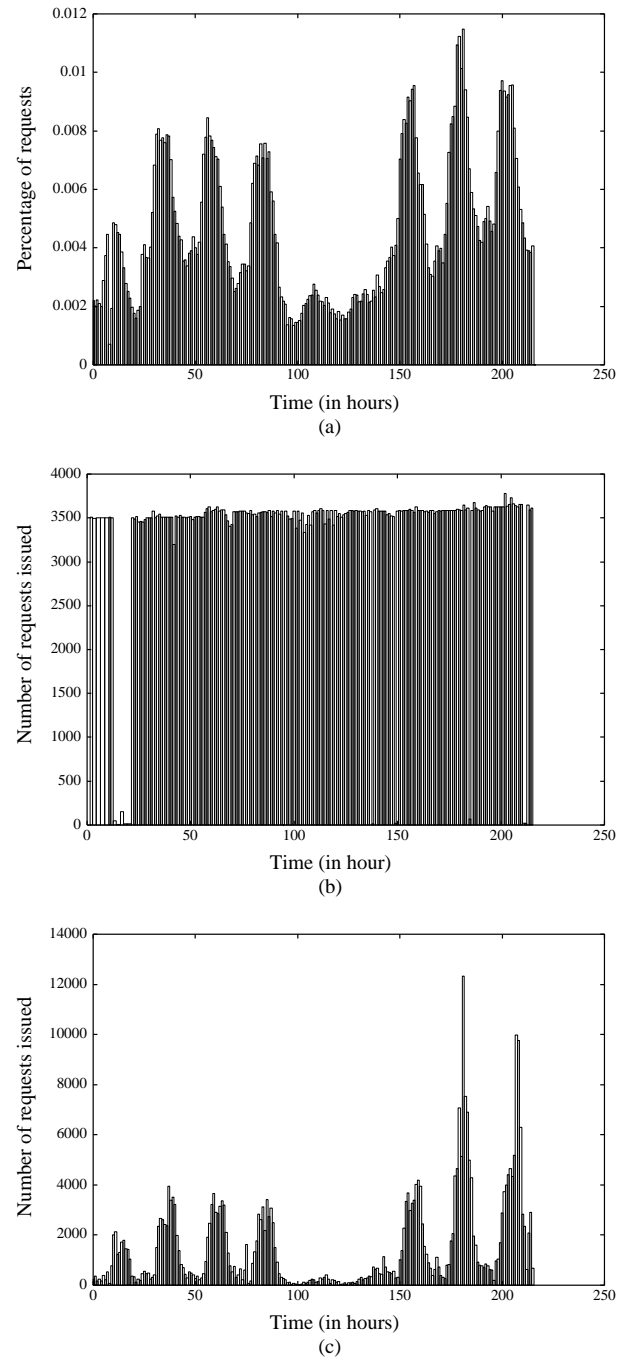 0.012
0.01
0.008
0.006
0.004
0.002
0
Percentage of requests
0 50 100 150 200 250
Time (in hours)
(a)
4000
3500
3000
2500
2000
1500
1000
500
0
Number of requests issued
0 50 100 150 200 250
Time (in hour)
(b)
14000
12000
10000
8000
6000
4000
2000
0
Number of requests issued
0 50 100 150 200 250
Time (in hours)
(c)